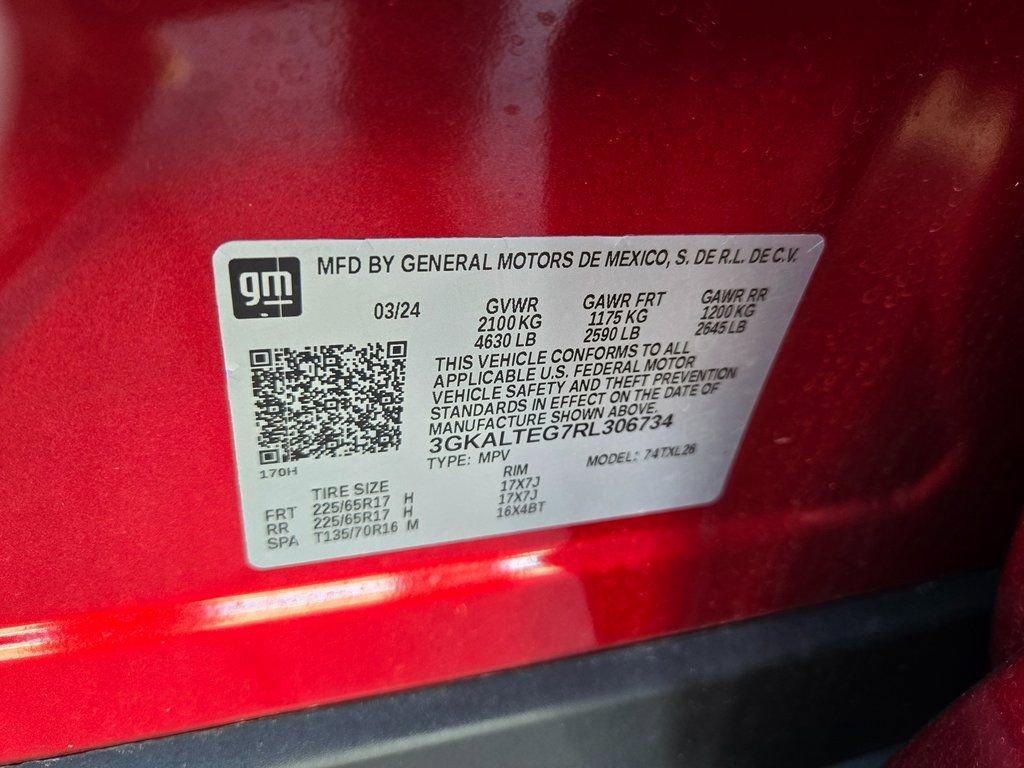 gm
MFD BY GENERAL MOTORS DE MEXICO, S. DE R.L. DE C.V.
03/24 GVWR GAWR FRT GAWR RR
2100 KG 1175 KG 1200 KG
4630 LB 2590 LB 2645 LB
THIS VEHICLE CONFORMS TO ALL
APPLICABLE U.S. FEDERAL MOTOR
VEHICLE SAFETY AND THEFT PREVENTION
STANDARDS IN EFFECT ON THE DATE OF
MANUFACTURE SHOWN ABOVE.
3GKALTEG7RL306734
170H
TYPE: MPV MODEL: 74TXL26
TIRE SIZE RIM
FRT 225/65R17 H 17X7J
RR 225/65R17 H 17X7J
SPA T135/70R16 M 16X4BT